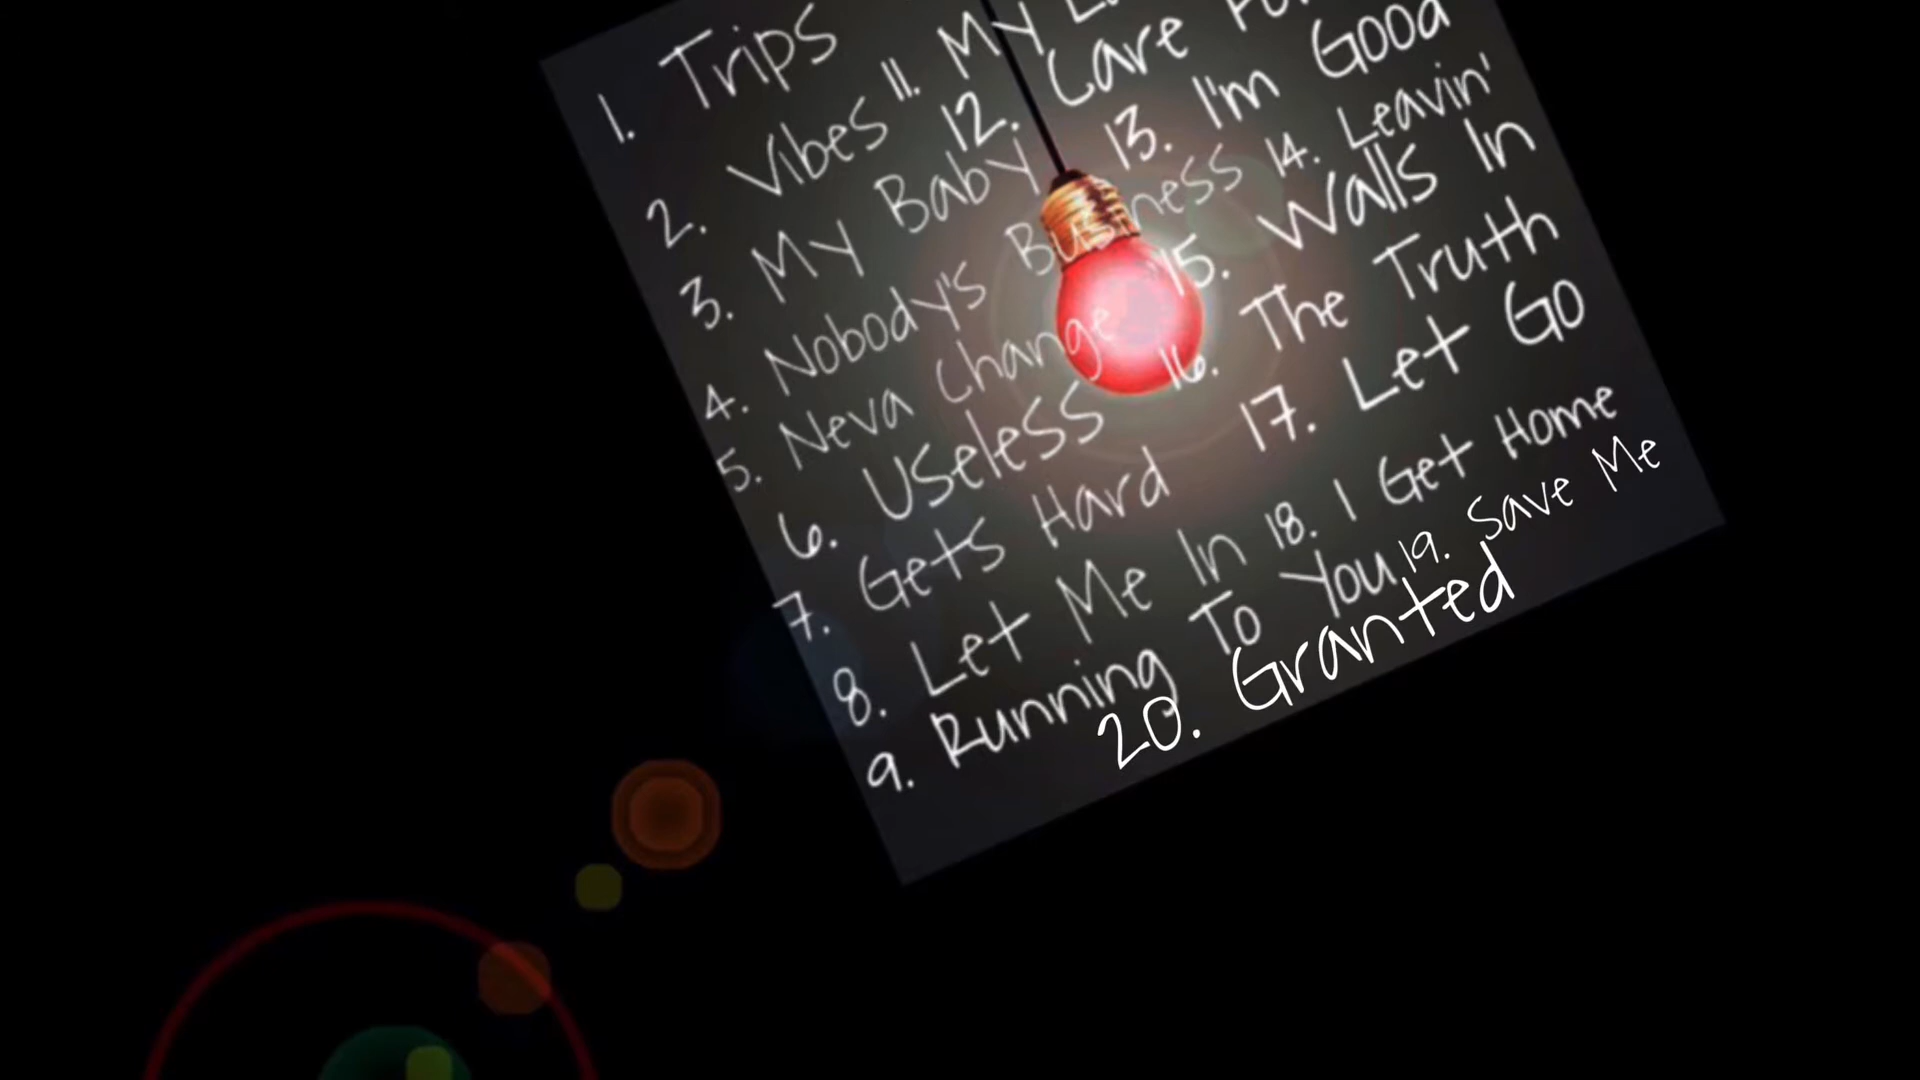 1. Trips
2. Vibes
3. My Baby
4. Nobody's Business
5. Neva Change
6. Useless
7. Gets Hard
8. Let Me In
9. Running To You
11. My
12. Care
13. I'm Good
14. Leavin'
15. Walls In
16. The Truth
17. Let Go
18. I Get Home
19. Save Me
20. Granted